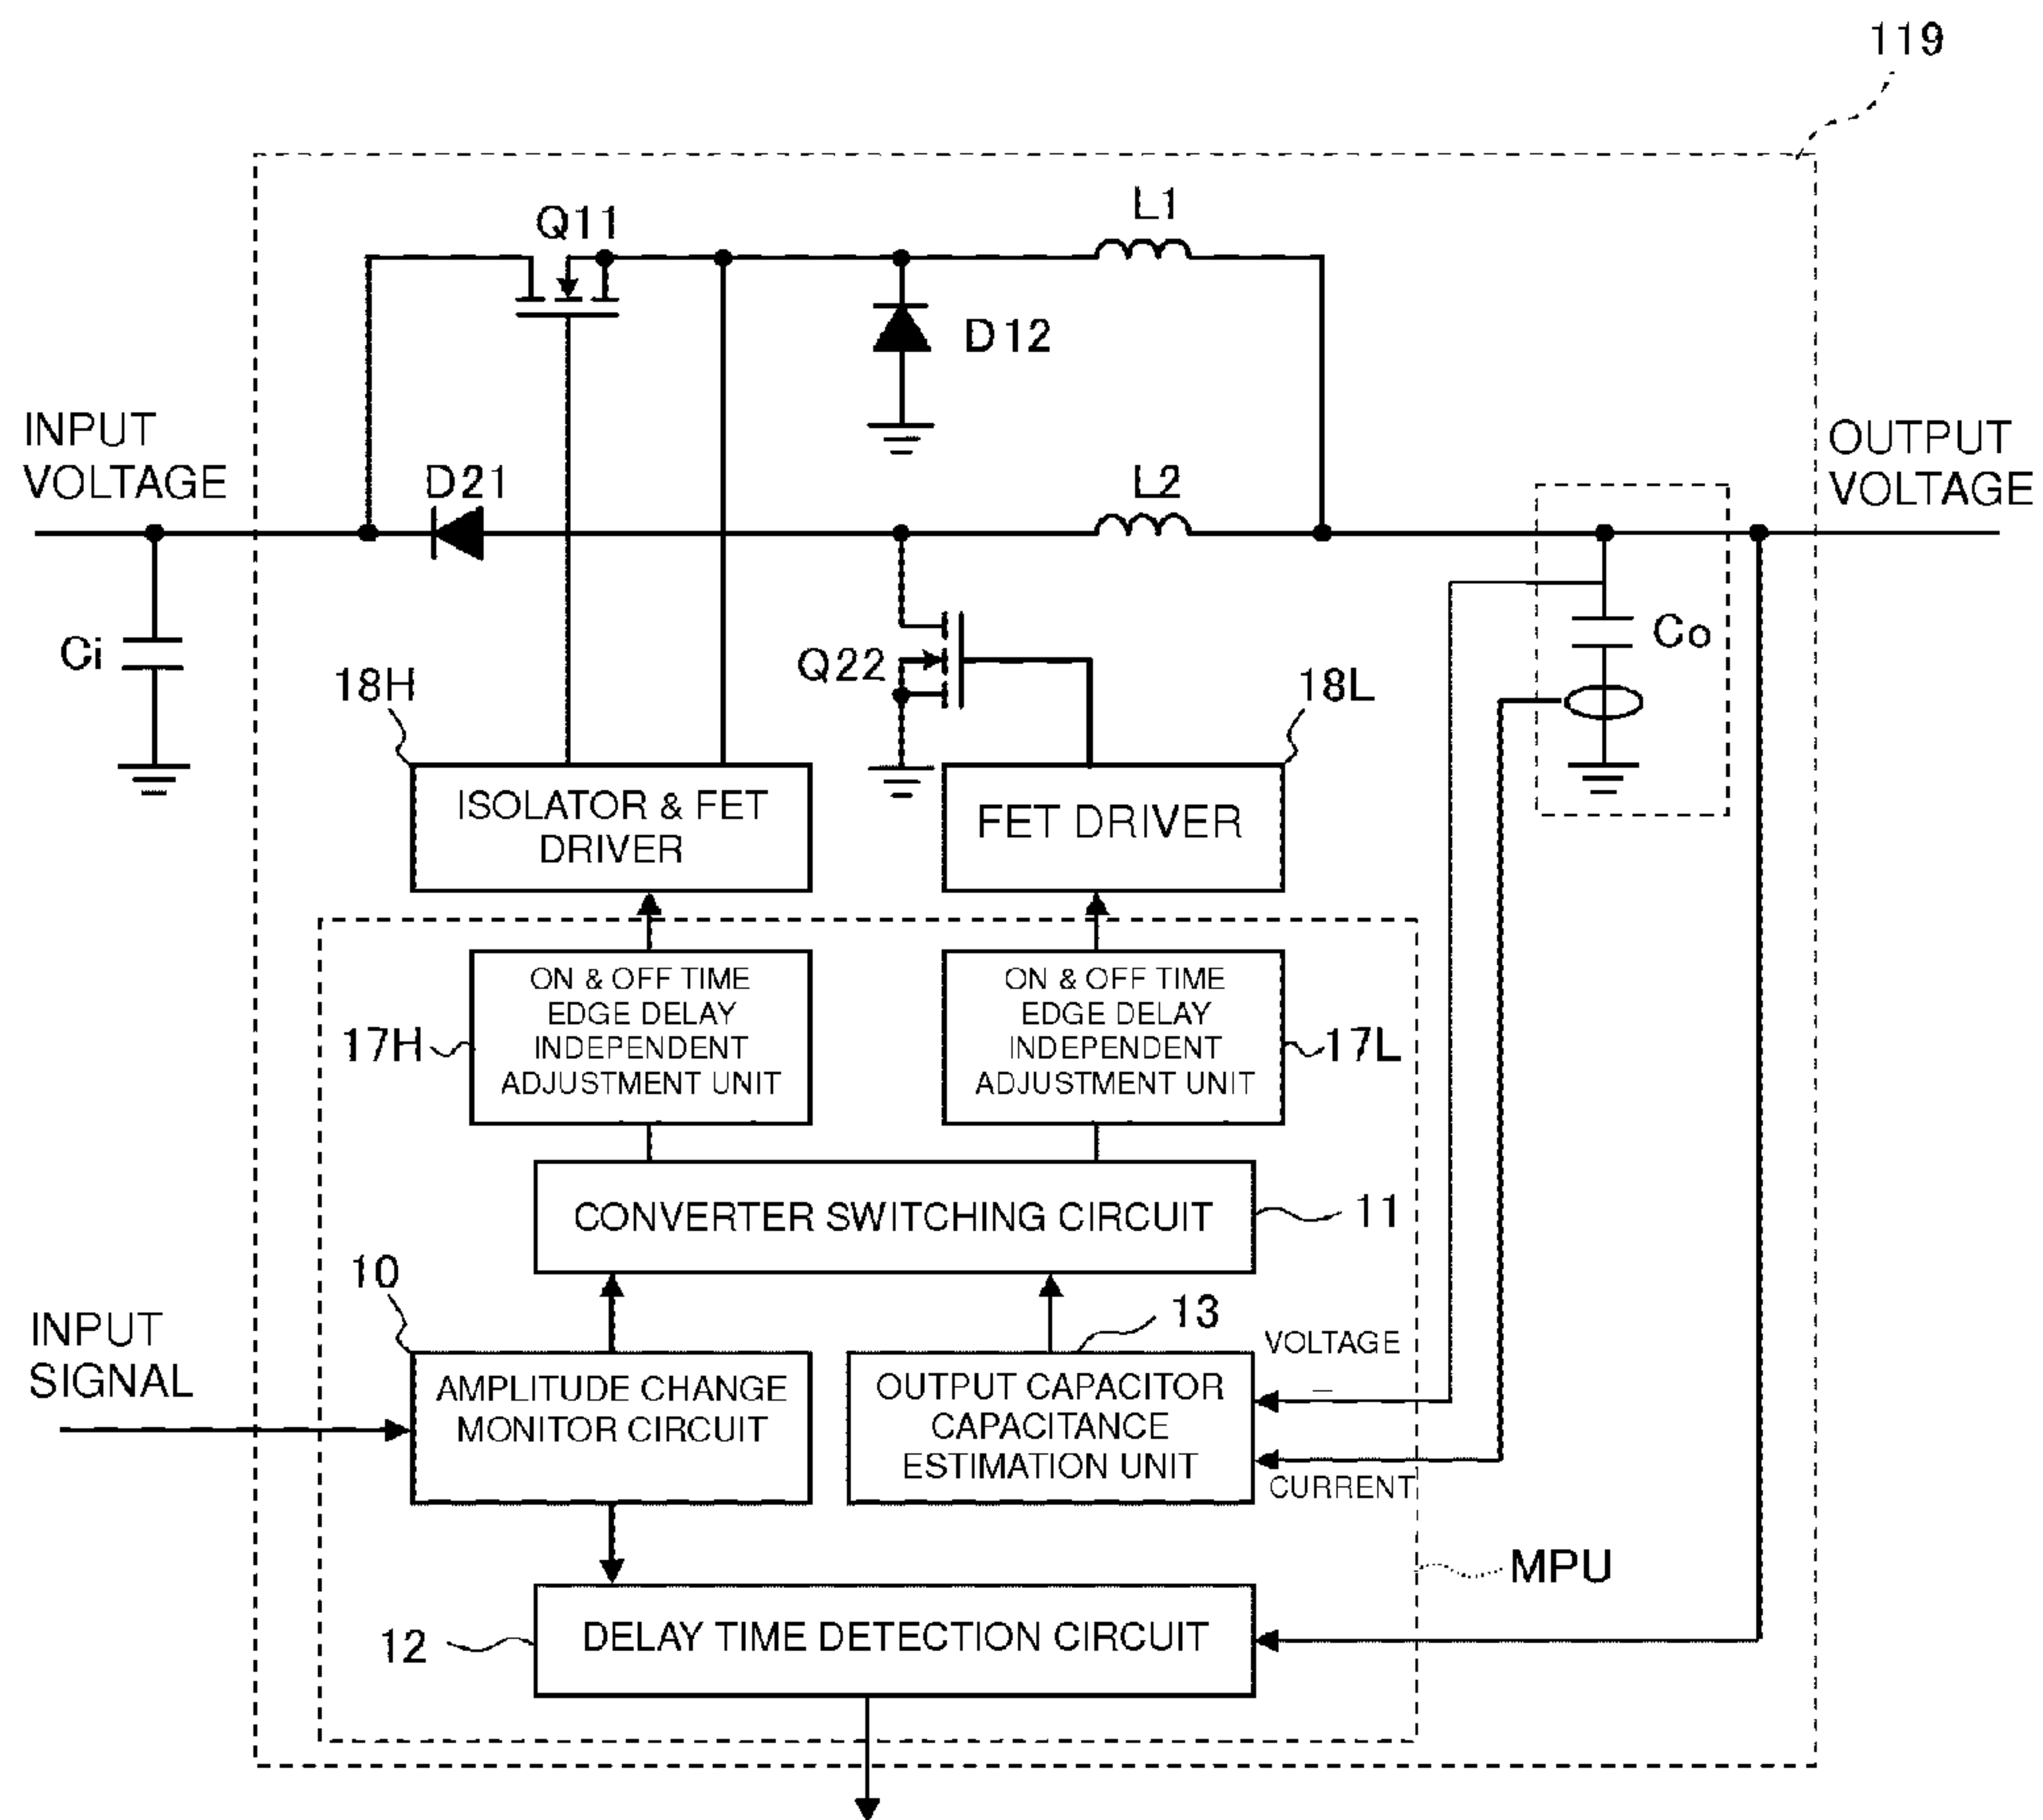 119
Q11
L1
D12
INPUT
VOLTAGE
D21
L2
OUTPUT
VOLTAGE
Ci
Q22
Co
18H
18L
ISOLATOR & FET
DRIVER
FET DRIVER
ON & OFF TIME
EDGE DELAY
INDEPENDENT
ADJUSTMENT UNIT
17H
ON & OFF TIME
EDGE DELAY
INDEPENDENT
ADJUSTMENT UNIT
17L
CONVERTER SWITCHING CIRCUIT
11
10
13
INPUT
SIGNAL
VOLTAGE
AMPLITUDE CHANGE
MONITOR CIRCUIT
OUTPUT CAPACITOR
CAPACITANCE
ESTIMATION UNIT
CURRENT
MPU
12
DELAY TIME DETECTION CIRCUIT